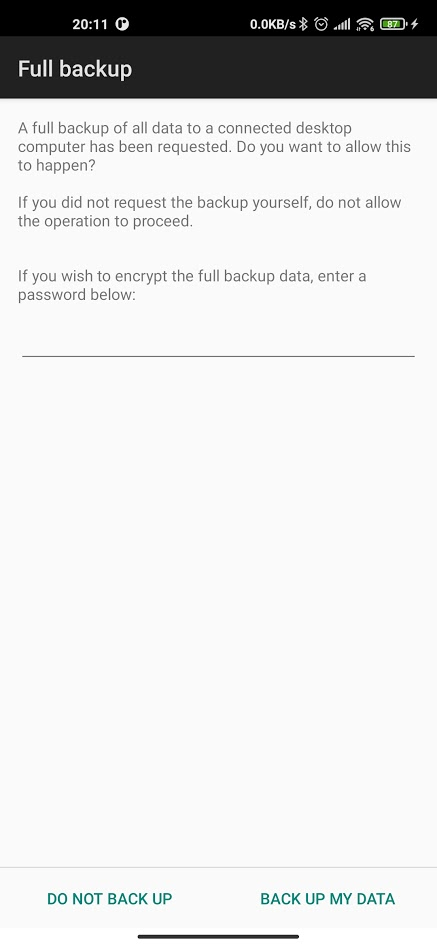 20:11 0.0KB/s 87
Full backup
A full backup of all data to a connected desktop
computer has been requested. Do you want to allow this
to happen?
If you did not request the backup yourself, do not allow
the operation to proceed.
If you wish to encrypt the full backup data, enter a
password below:
DO NOT BACK UP BACK UP MY DATA